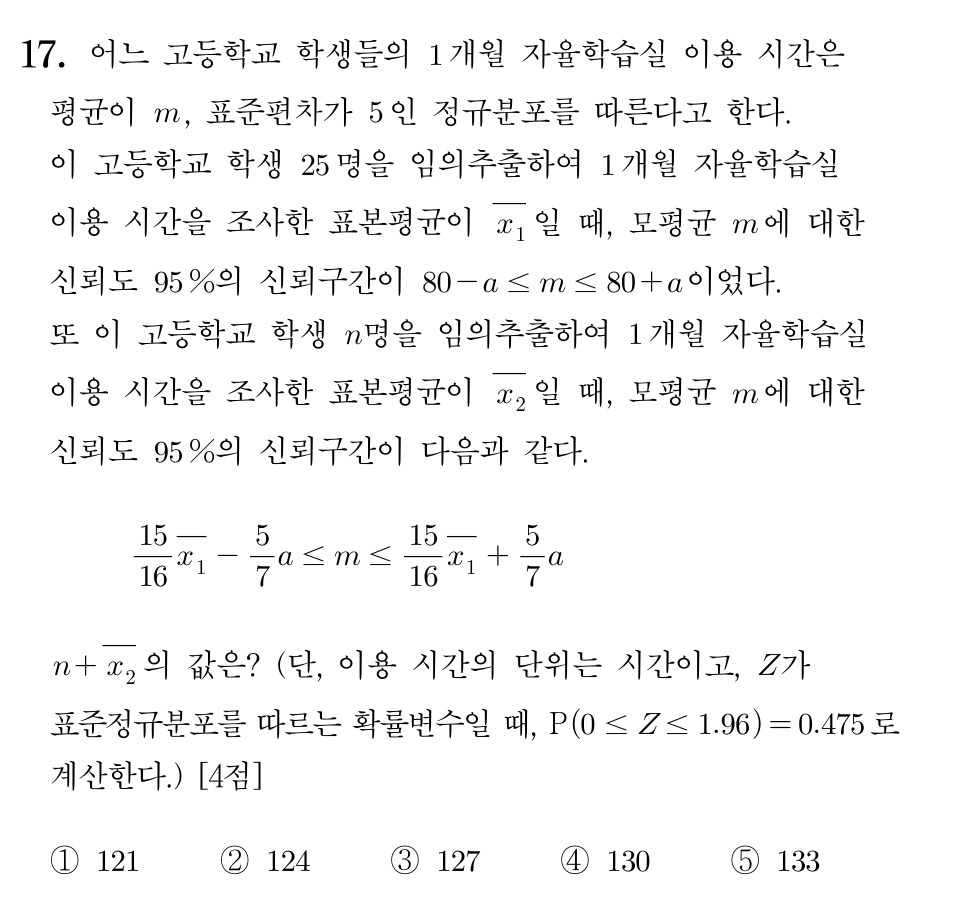 17. 어느 고등학교 학생들의 1개월 자율학습실 이용 시간은
평균이 m, 표준편차가 5인 정규분포를 따른다고 한다.
이 고등학교 학생 25명을 임의추출하여 1개월 자율학습실
이용 시간을 조사한 표본평균이 $\overline{x_1}$일 때, 모평균 m에 대한
신뢰도 95%의 신뢰구간이 80−a ≤ m ≤ 80+a이었다.
또 이 고등학교 학생 n명을 임의추출하여 1개월 자율학습실
이용 시간을 조사한 표본평균이 $\overline{x_2}$일 때, 모평균 m에 대한
신뢰도 95%의 신뢰구간이 다음과 같다.
$\frac{15}{16}\overline{x_1} - \frac{5}{7}a \le m \le \frac{15}{16}\overline{x_1} + \frac{5}{7}a$
n+$\overline{x_2}$의 값은? (단, 이용 시간의 단위는 시간이고, Z가
표준정규분포를 따르는 확률변수일 때, P(0 ≤ Z ≤ 1.96)=0.475로
계산한다.) [4점]
① 121 ② 124 ③ 127 ④ 130 ⑤ 133